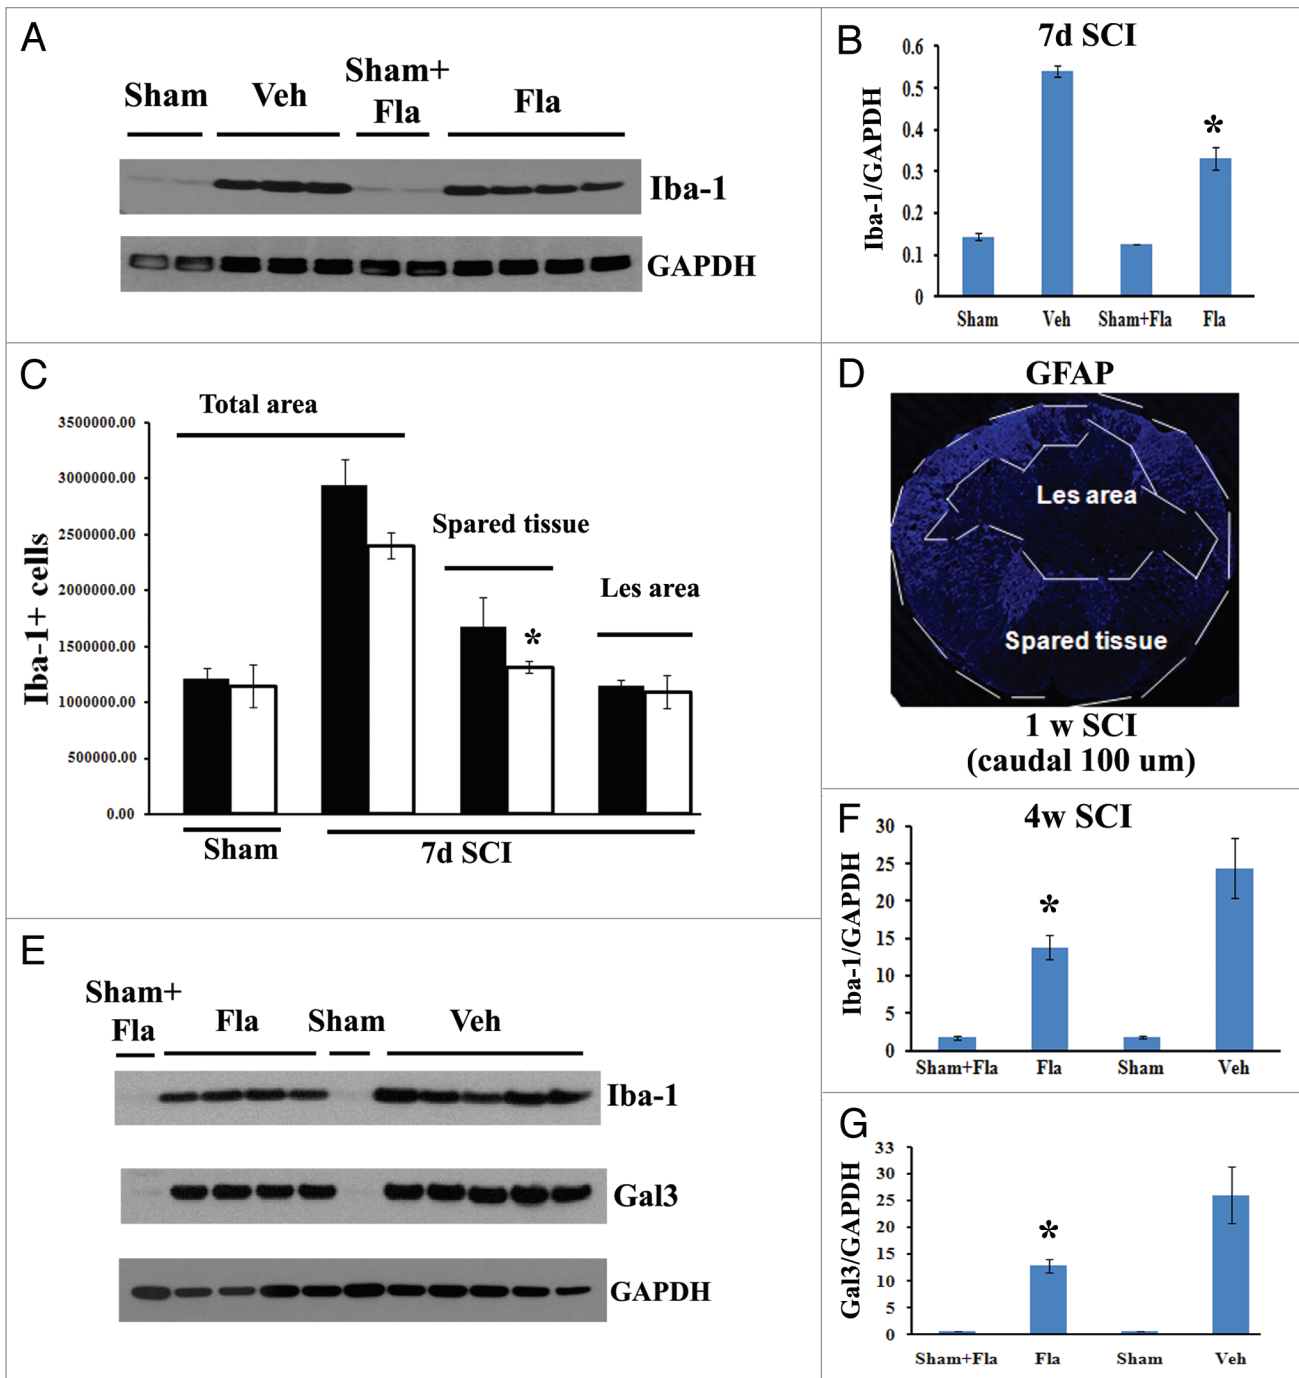 A
Sham
Veh
Sham+
Fla
Fla
Iba-1
GAPDH
B
7d SCI
Iba-1/GAPDH
0.6
0.5
0.4
0.3
0.2
0.1
0
*
Sham
Veh
Sham+Fla
Fla
C
Iba-1+ cells
3500000.00
3000000.00
2500000.00
2000000.00
1500000.00
1000000.00
500000.00
0.00
Total area
Spared tissue
*
Les area
Sham
7d SCI
D
GFAP
Les area
Spared tissue
1 w SCI
(caudal 100 um)
E
Sham+
Fla
Fla
Sham
Veh
Iba-1
Gal3
GAPDH
F
4w SCI
Iba-1/GAPDH
30
25
20
15
10
5
0
*
Sham+Fla
Fla
Sham
Veh
G
Gal3/GAPDH
33
30
25
20
15
10
5
0
*
Sham+Fla
Fla
Sham
Veh